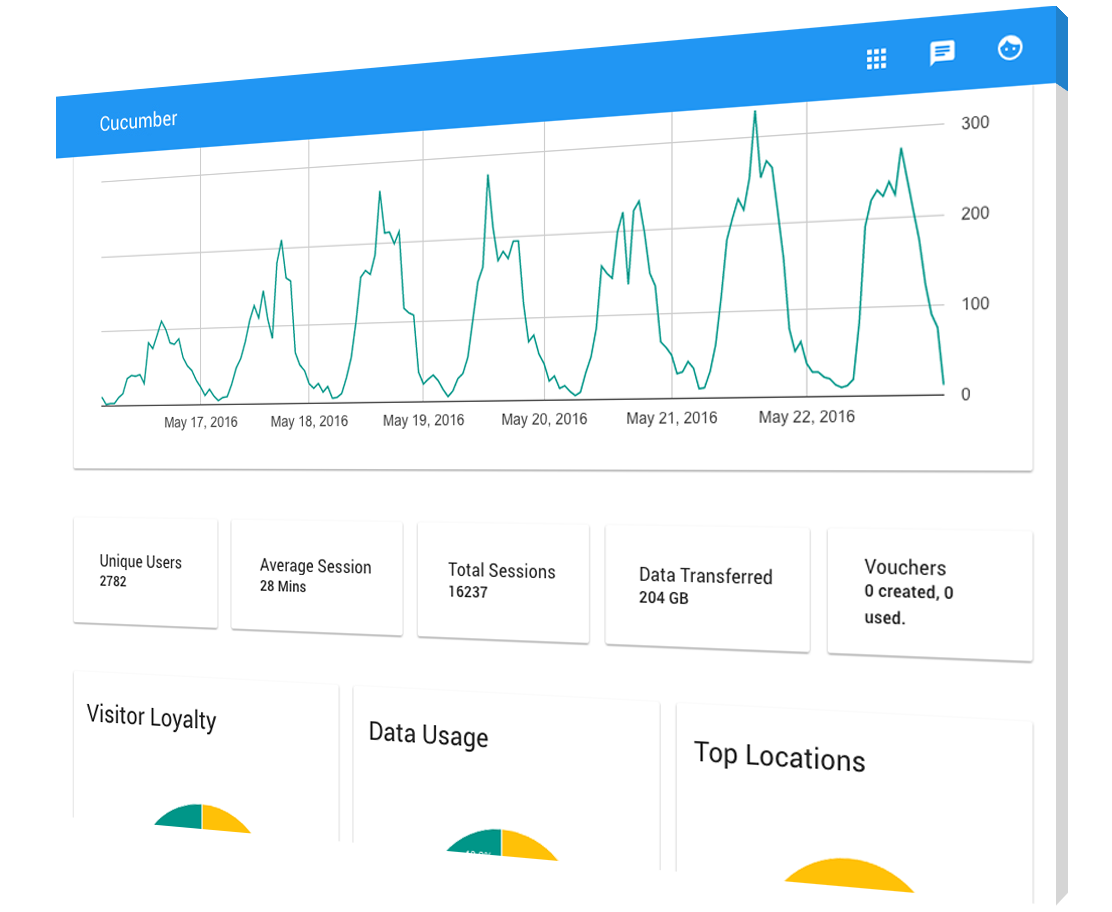 Cucumber
300
200
100
0
May 17, 2016 May 18, 2016 May 19, 2016 May 20, 2016 May 21, 2016 May 22, 2016
Unique Users
2782
Average Session
28 Mins
Total Sessions
16237
Data Transferred
204 GB
Vouchers
0 created, 0
used.
Visitor Loyalty
Data Usage
Top Locations